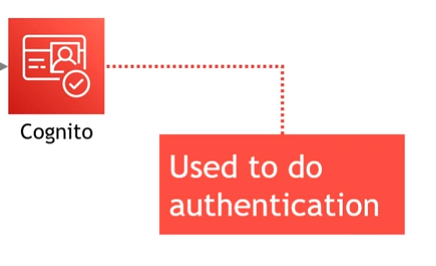 Cognito
Used to do
authentication